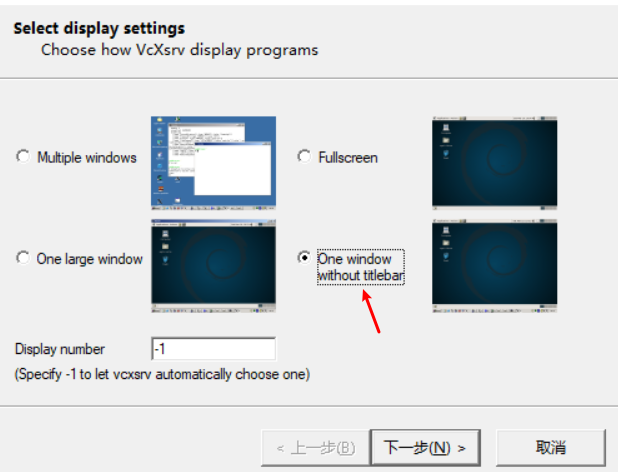 Select display settings
Choose how VcXsrv display programs
Multiple windows
Fullscreen
One large window
One window
without titlebar
Display number
-1
(Specify -1 to let vcxsrv automatically choose one)
< 上一步(B)
下一步(N) >
取消